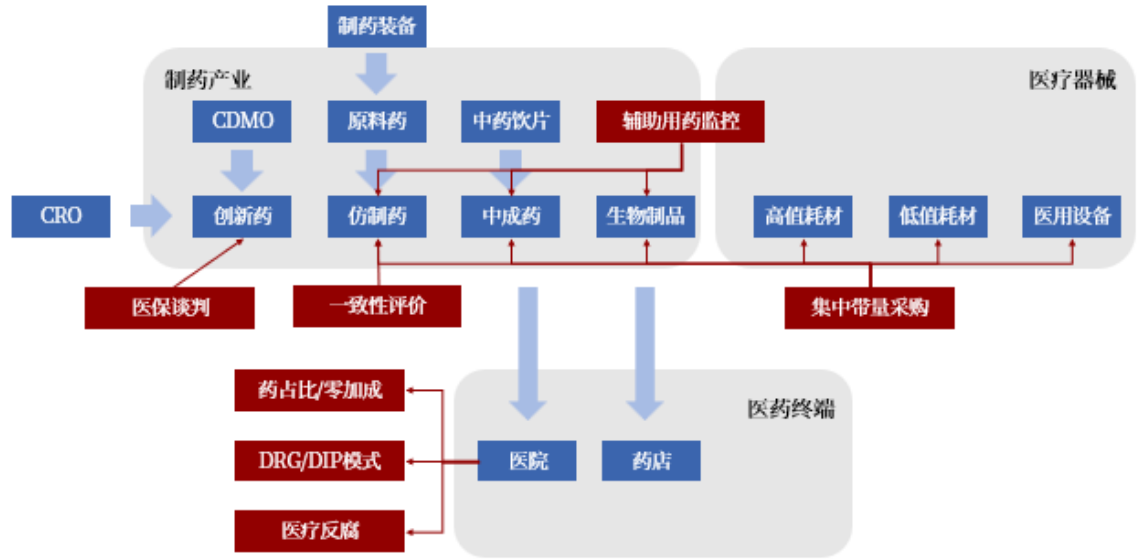 制药装备
制药产业
医疗器械
CDMO
原料药
中药饮片
辅助用药监控
CRO
创新药
仿制药
中成药
生物制品
高值耗材
低值耗材
医用设备
医保谈判
一致性评价
集中带量采购
药占比/零加成
医药终端
DRG/DIP模式
医院
药店
医疗反腐